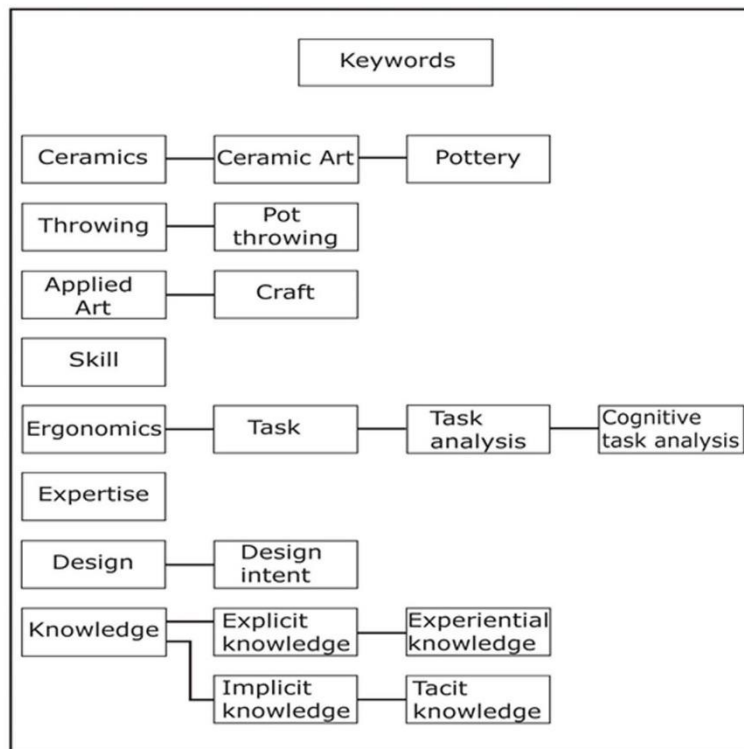 Keywords
Ceramics
Ceramic Art
Pottery
Throwing
Pot
throwing
Applied
Art
Craft
Skill
Ergonomics
Task
Task
analysis
Cognitive
task analysis
Expertise
Design
Design
intent
Knowledge
Explicit
knowledge
Experiential
knowledge
Implicit
knowledge
Tacit
knowledge